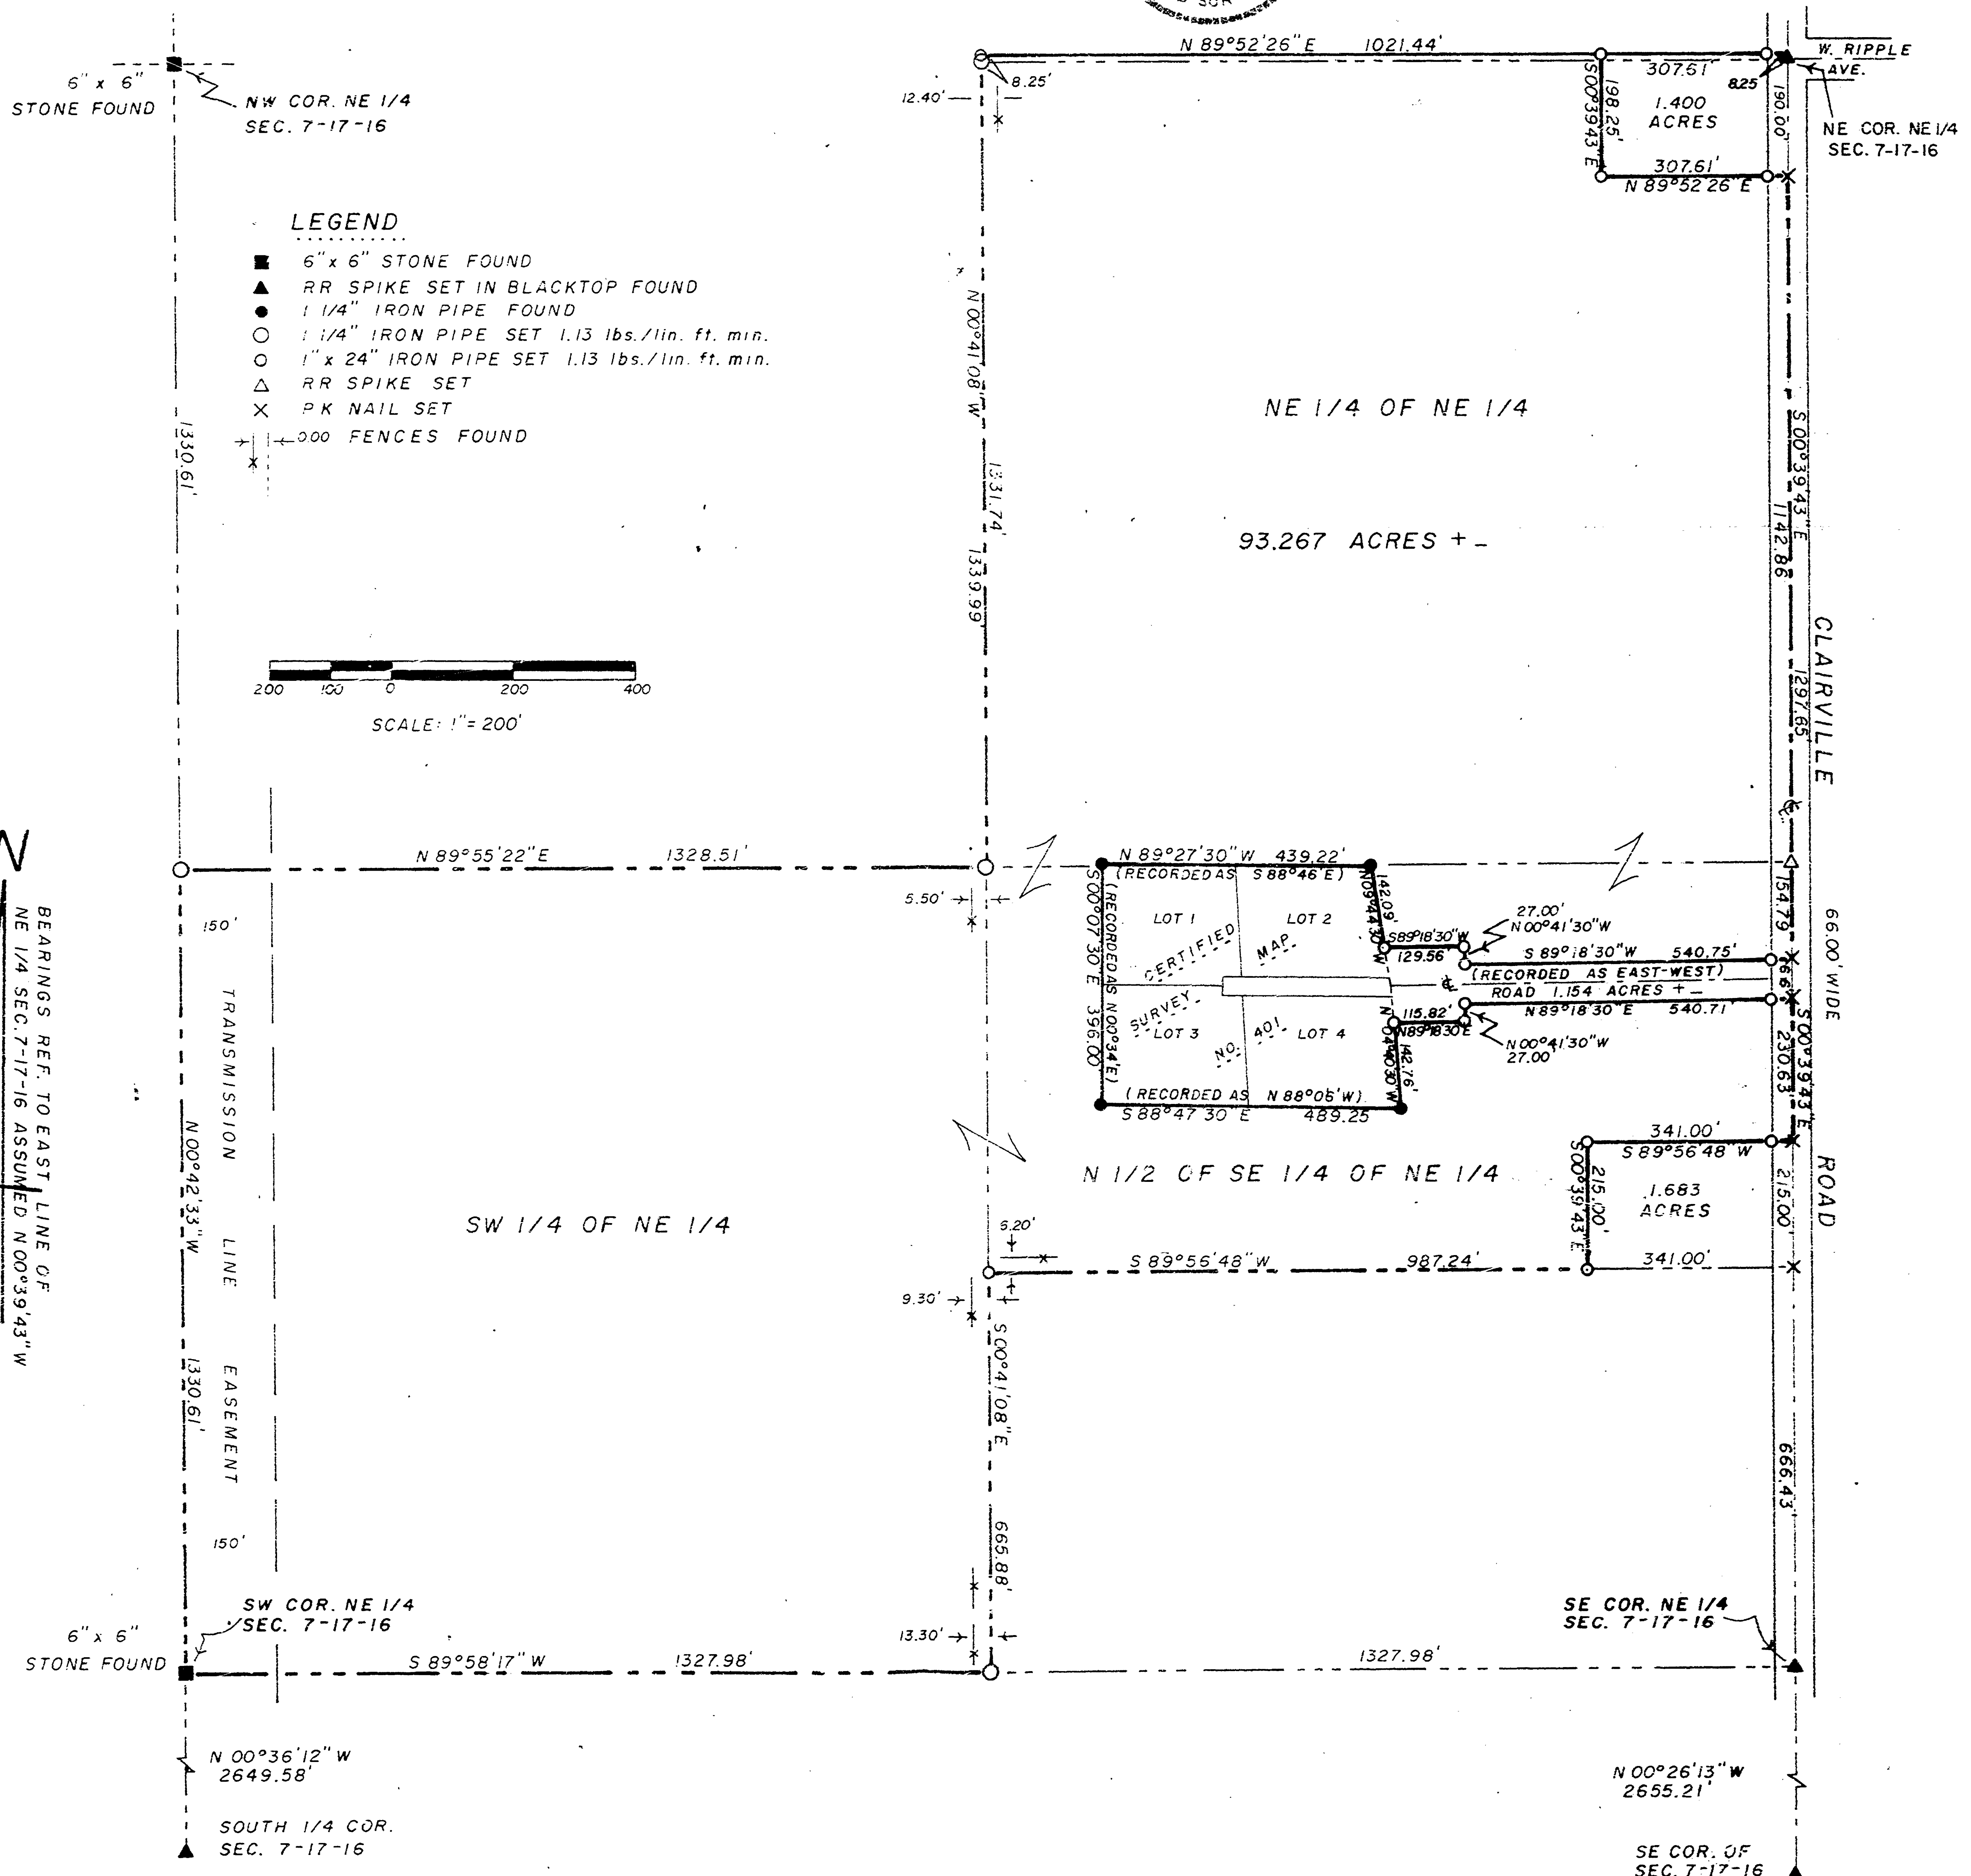 SUR
N 89°52'26" E 1021.44'
W. RIPPLE
AVE.
6" x 6"
STONE FOUND
NW COR. NE 1/4
SEC. 7-17-16
12.40'
8.25'
S 00°39'43" E
198.25'
307.61'
1.400
ACRES
8.25
190.00'
NE COR. NE 1/4
SEC. 7-17-16
307.61'
N 89°52'26" E
LEGEND
6" x 6" STONE FOUND
RR SPIKE SET IN BLACKTOP FOUND
1 1/4" IRON PIPE FOUND
1 1/4" IRON PIPE SET 1.13 lbs./lin. ft. min.
1" x 24" IRON PIPE SET 1.13 lbs./lin. ft. min.
RR SPIKE SET
PK NAIL SET
0.00 FENCES FOUND
1330.61'
N 00°41'08" W
1331.74'
1339.99'
NE 1/4 OF NE 1/4
93.267 ACRES + -
S 00°39'43" E
1142.86
1297.65'
CLAIRVILLE
66.00' WIDE
ROAD
200 100 0 200 400
SCALE: 1" = 200'
N
BEARINGS REF. TO EAST LINE OF
NE 1/4 SEC. 7-17-16 ASSUMED N 00°39'43" W
N 89°55'22" E 1328.51'
150'
TRANSMISSION LINE EASEMENT
N 00°42'33" W
1330.61'
150'
5.50'
N 89°27'30" W 439.22'
(RECORDED AS S 88°46' E)
S 00°07'30" E 396.00'
(RECORDED AS N 00°34' E)
LOT 1
LOT 2
CERTIFIED
MAP
SURVEY
NO. 401
LOT 3
LOT 4
142.09'
N 09°44'30" W
S 89°18'30" W
129.56'
27.00'
N 00°41'30" W
S 89°18'30" W 540.75'
(RECORDED AS EAST-WEST)
ROAD 1.154 ACRES + -
N 89°18'30" E 540.71'
115.82'
N 89°18'30" E
N 00°41'30" W
27.00'
N 04°40'30" W
142.76'
(RECORDED AS N 88°05' W)
S 88°47'30" E 489.25
154.79
S 00°39'43" E
230.63'
341.00'
S 89°56'48" W
S 00°39'43" E
215.00'
1.683
ACRES
215.00'
341.00'
N 1/2 OF SE 1/4 OF NE 1/4
SW 1/4 OF NE 1/4
6.20'
S 89°56'48" W 987.24'
9.30'
S 00°41'08" E
665.88'
666.43'
SW COR. NE 1/4
SEC. 7-17-16
6" x 6"
STONE FOUND
13.30'
SE COR. NE 1/4
SEC. 7-17-16
S 89°58'17" W 1327.98'
1327.98'
N 00°36'12" W
2649.58'
SOUTH 1/4 COR.
SEC. 7-17-16
N 00°26'13" W
2655.21'
SE COR. OF
SEC. 7-17-16